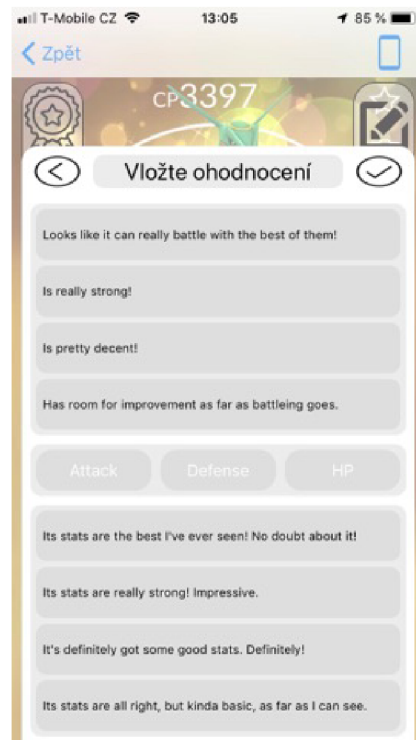 T-Mobile CZ 13:05 85 %
Zpět
CP3397
Vložte ohodnocení
Looks like it can really battle with the best of them!
Is really strong!
Is pretty decent!
Has room for improvement as far as battleing goes.
Attack Defense HP
Its stats are the best I've ever seen! No doubt about it!
Its stats are really strong! Impressive.
It's definitely got some good stats. Definitely!
Its stats are all right, but kinda basic, as far as I can see.